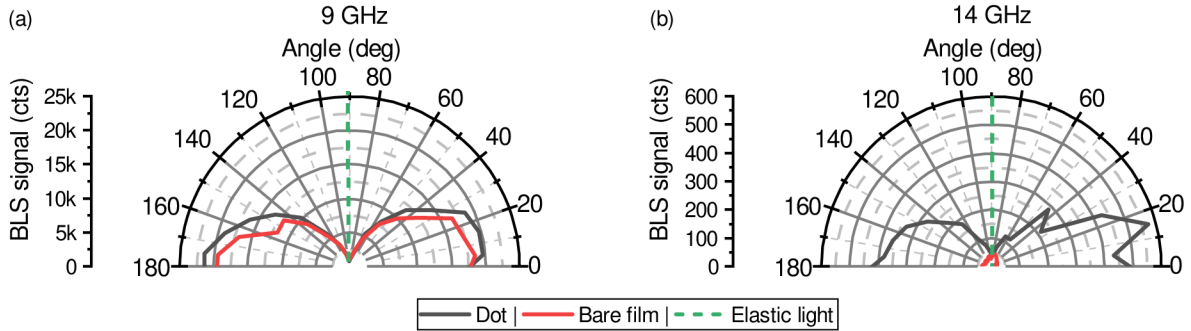 (a)
9 GHz
Angle (deg)
100 80
120 60
140 40
160 20
180 0
BLS signal (cts)
25k
20k
15k
10k
5k
0
(b)
14 GHz
Angle (deg)
100 80
120 60
140 40
160 20
180 0
BLS signal (cts)
600
500
400
300
200
100
0
Dot | Bare film | Elastic light